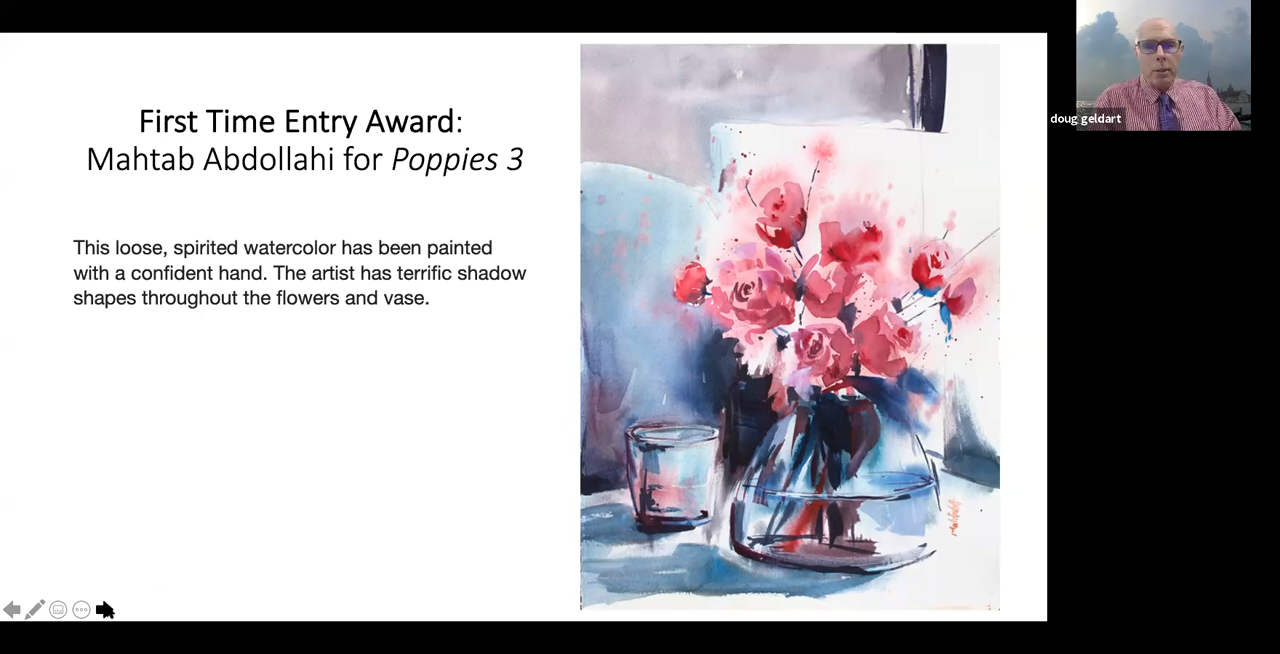 First Time Entry Award:
Mahtab Abdollahi for Poppies 3
This loose, spirited watercolor has been painted
with a confident hand. The artist has terrific shadow
shapes throughout the flowers and vase.
doug geldart